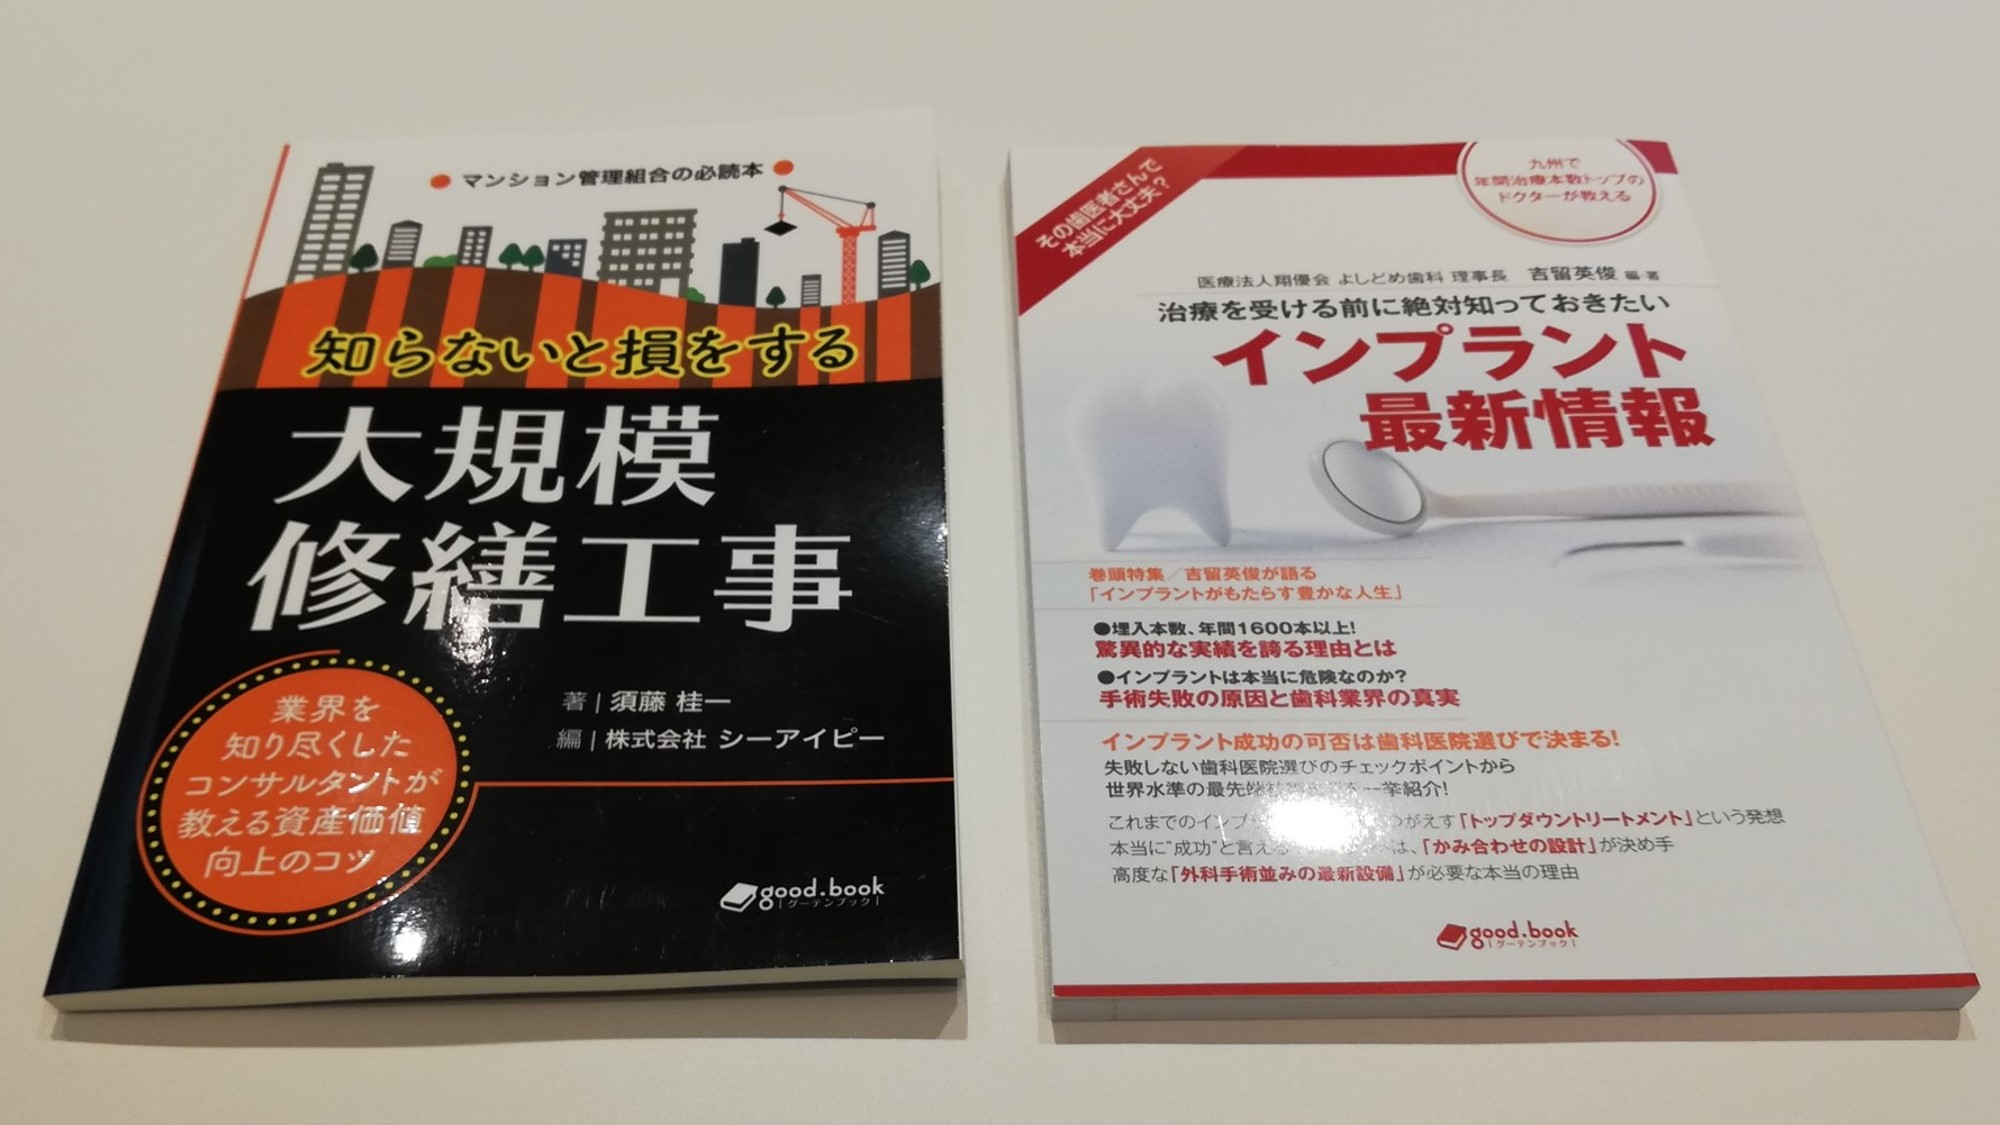 マンション管理組合の必読本
知らないと損をする
大規模
修繕工事
業界を
知り尽くした
コンサルタントが
教える資産価値
向上のコツ
著|須藤 桂一
編|株式会社 シーアイピー
good.book
|グーテンブック|
その歯医者さんで
本当に大丈夫?
九州で
年間治療本数トップの
ドクターが教える
医療法人翔優会 よしどめ歯科 理事長 吉留英俊 編・著
治療を受ける前に絶対知っておきたい
インプラント
最新情報
巻頭特集/吉留英俊が語る
「インプラントがもたらす豊かな人生」
●埋入本数、年間1600本以上!
驚異的な実績を誇る理由とは
●インプラントは本当に危険なのか?
手術失敗の原因と歯科業界の真実
インプラント成功の可否は歯科医院選びで決まる!
失敗しない歯科医院選びのチェックポイントから
世界水準の最先端 一挙紹介!
これまでのインプ がえす「トップダウントリートメント」という発想
本当に"成功"と言える は、「かみ合わせの設計」が決め手
高度な「外科手術並みの最新設備」が必要な本当の理由
good.book
|グーテンブック|